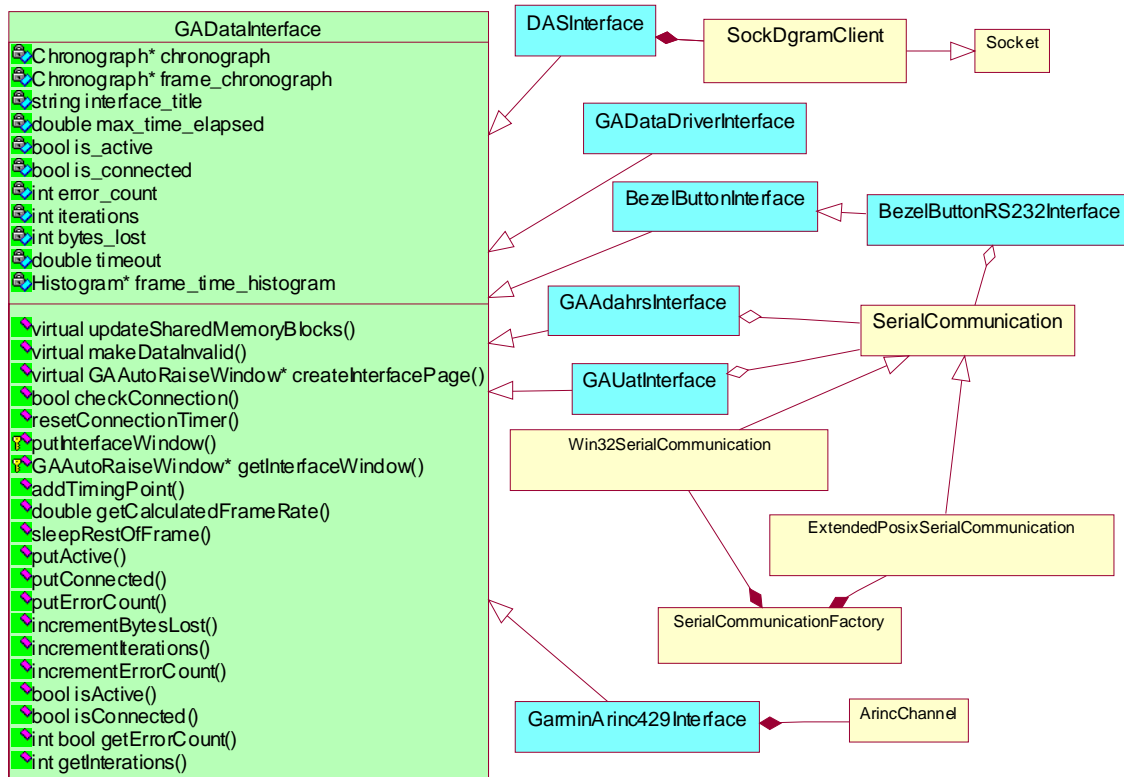 GADataInterface
Chronograph* chronograph
Chronograph* frame_chronograph
string interface_title
double max_time_elapsed
bool is_active
bool is_connected
int error_count
int iterations
int bytes_lost
double timeout
Histogram* frame_time_histogram
virtual updateSharedMemoryBlocks()
virtual makeDataInvalid()
virtual GAAutoRaiseWindow* createInterfacePage()
bool checkConnection()
resetConnectionTimer()
putInterfaceWindow()
GAAutoRaiseWindow* getInterfaceWindow()
addTimingPoint()
double getCalculatedFrameRate()
sleepRestOfFrame()
putActive()
putConnected()
putErrorCount()
incrementBytesLost()
incrementIterations()
incrementErrorCount()
bool isActive()
bool isConnected()
int bool getErrorCount()
int getInterations()
DASInterface
SockDgramClient
Socket
GADataDriverInterface
BezelButtonInterface
BezelButtonRS232Interface
GAAdahrsInterface
SerialCommunication
GAUatInterface
Win32SerialCommunication
ExtendedPosixSerialCommunication
SerialCommunicationFactory
GarminArinc429Interface
ArincChannel